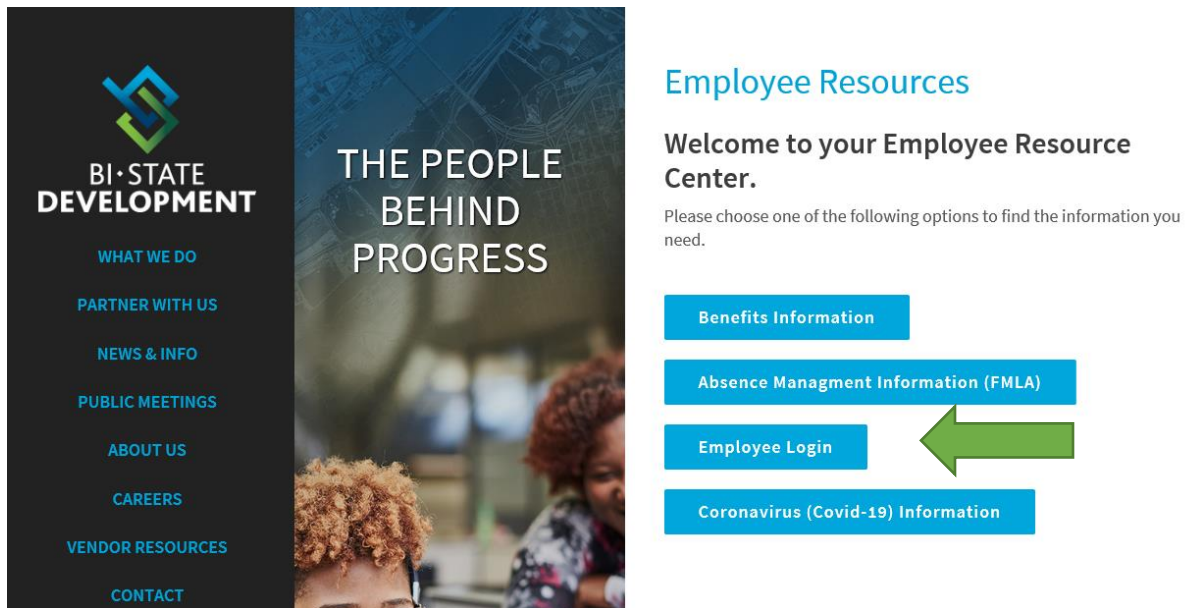 BI·STATE
DEVELOPMENT
WHAT WE DO
PARTNER WITH US
NEWS & INFO
PUBLIC MEETINGS
ABOUT US
CAREERS
VENDOR RESOURCES
CONTACT
THE PEOPLE
BEHIND
PROGRESS
Employee Resources
Welcome to your Employee Resource
Center.
Please choose one of the following options to find the information you
need.
Benefits Information
Absence Managment Information (FMLA)
Employee Login
Coronavirus (Covid-19) Information